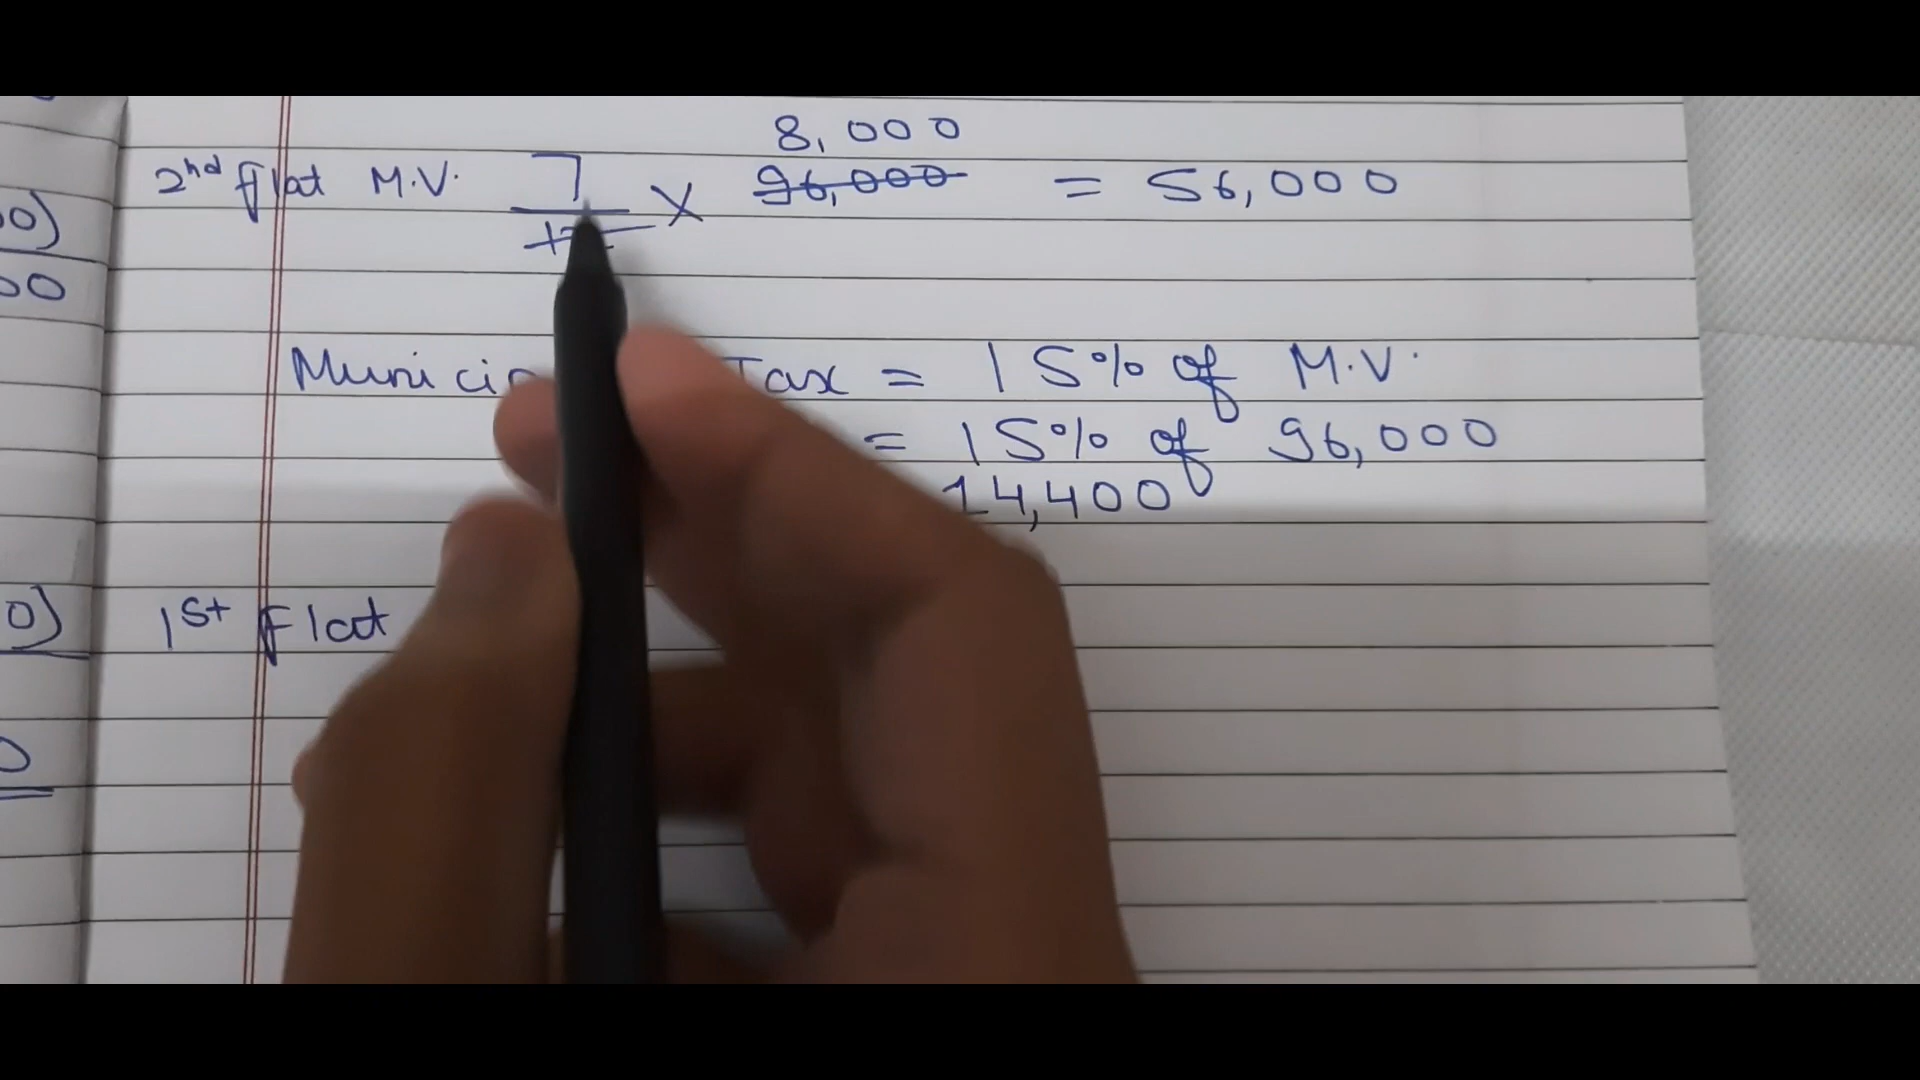 8,000
2nd flat M.V. 7 × 96,000 = 56,000
Tax = 15% of M.V.
= 15% of 96,000
14,400
1st Flat